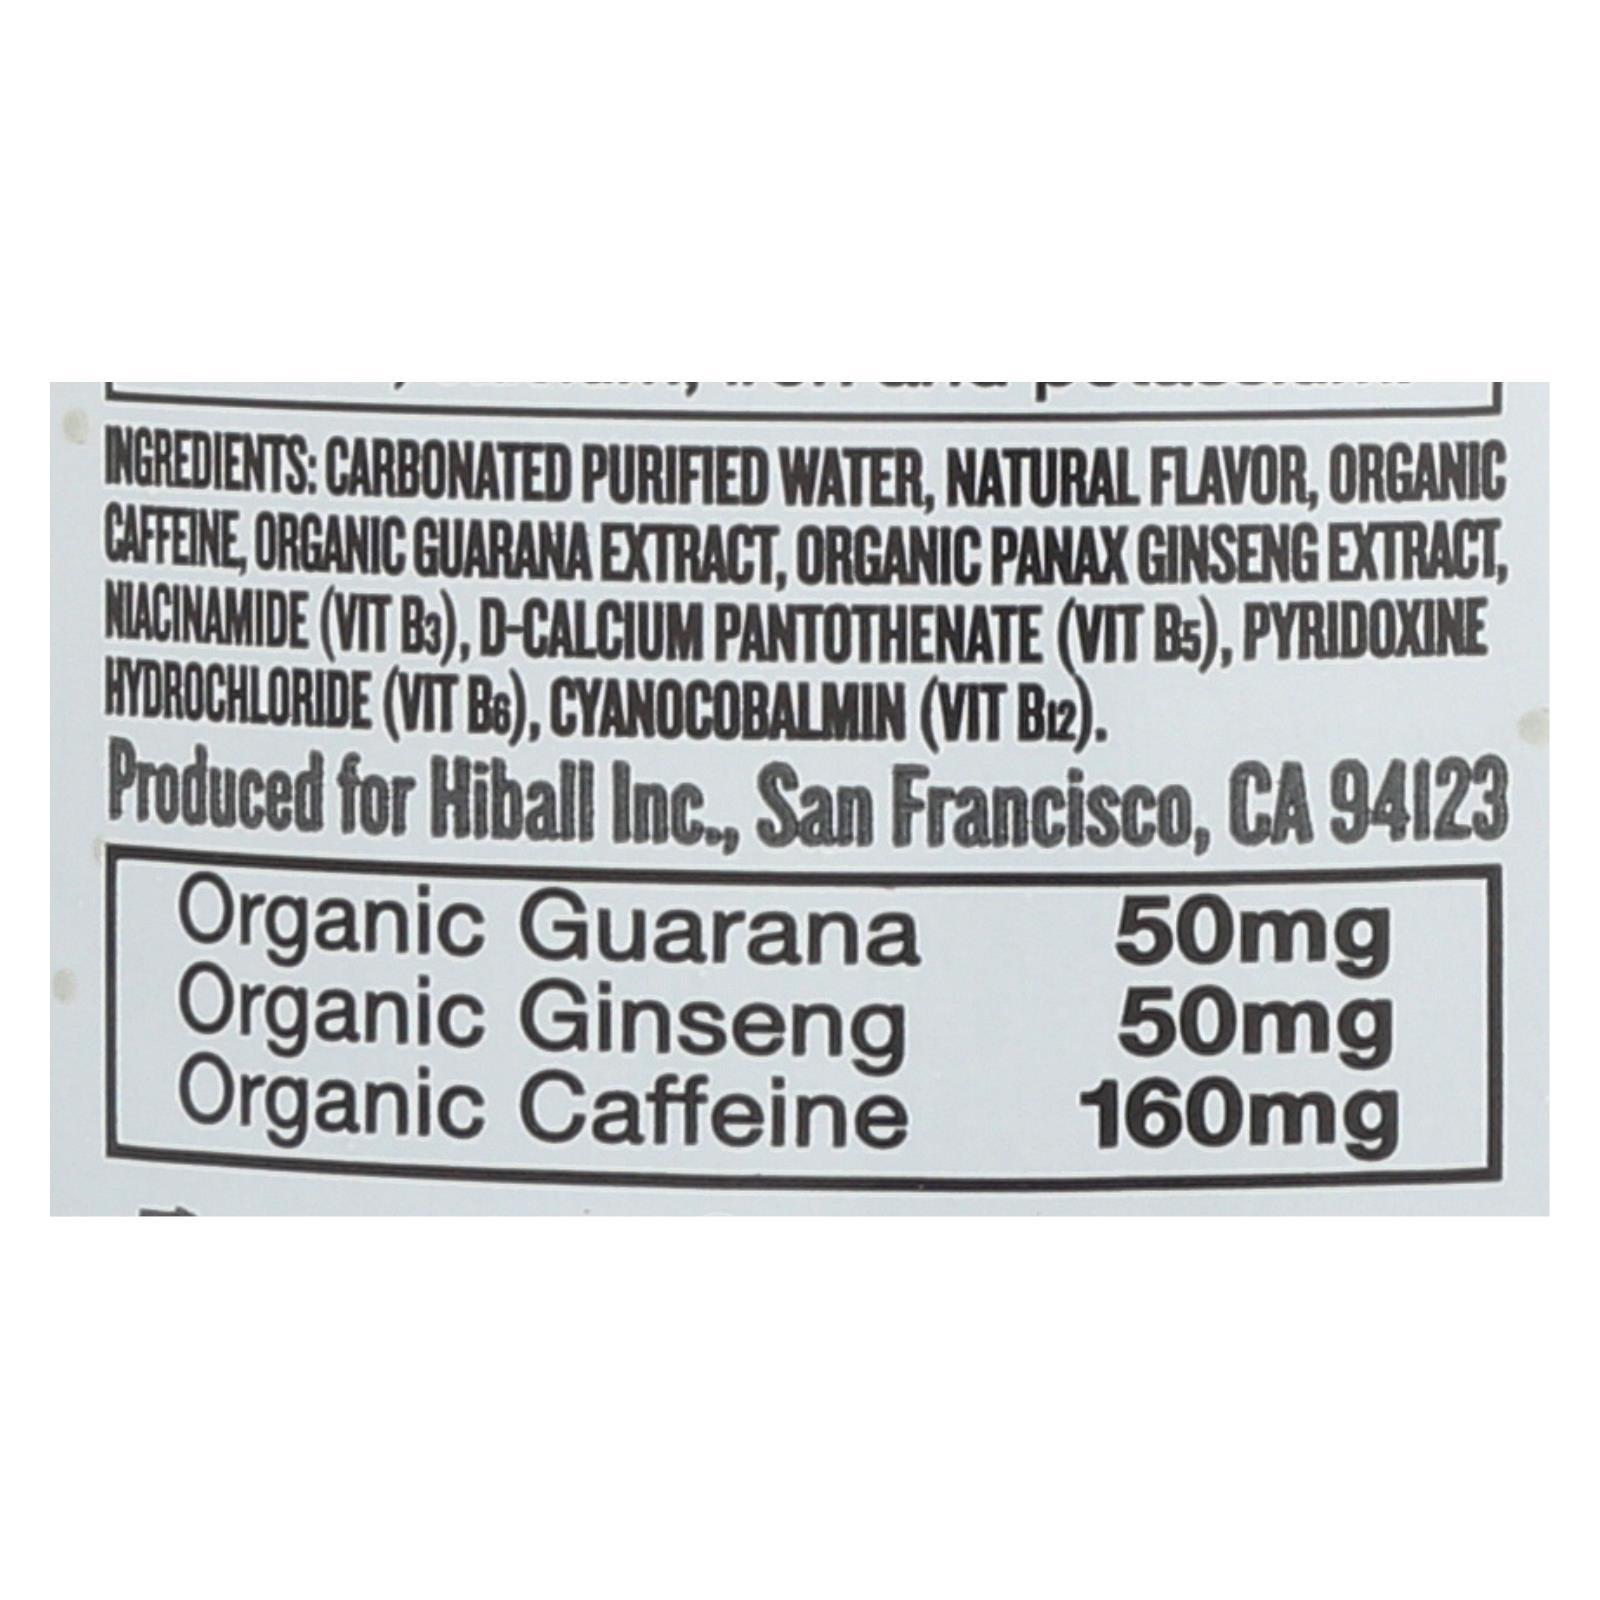 and
INGREDIENTS: CARBONATED PURIFIED WATER, NATURAL FLAVOR, ORGANIC
CAFFEINE, ORGANIC GUARANA EXTRACT, ORGANIC PANAX GINSENG EXTRACT,
NIACINAMIDE (VIT B3), D-CALCIUM PANTOTHENATE (VIT B5), PYRIDOXINE
HYDROCHLORIDE (VIT B6), CYANOCOBALMIN (VIT B12).
Produced for Hiball Inc., San Francisco, CA 94123
Organic Guarana 50mg
Organic Ginseng 50mg
Organic Caffeine 160mg